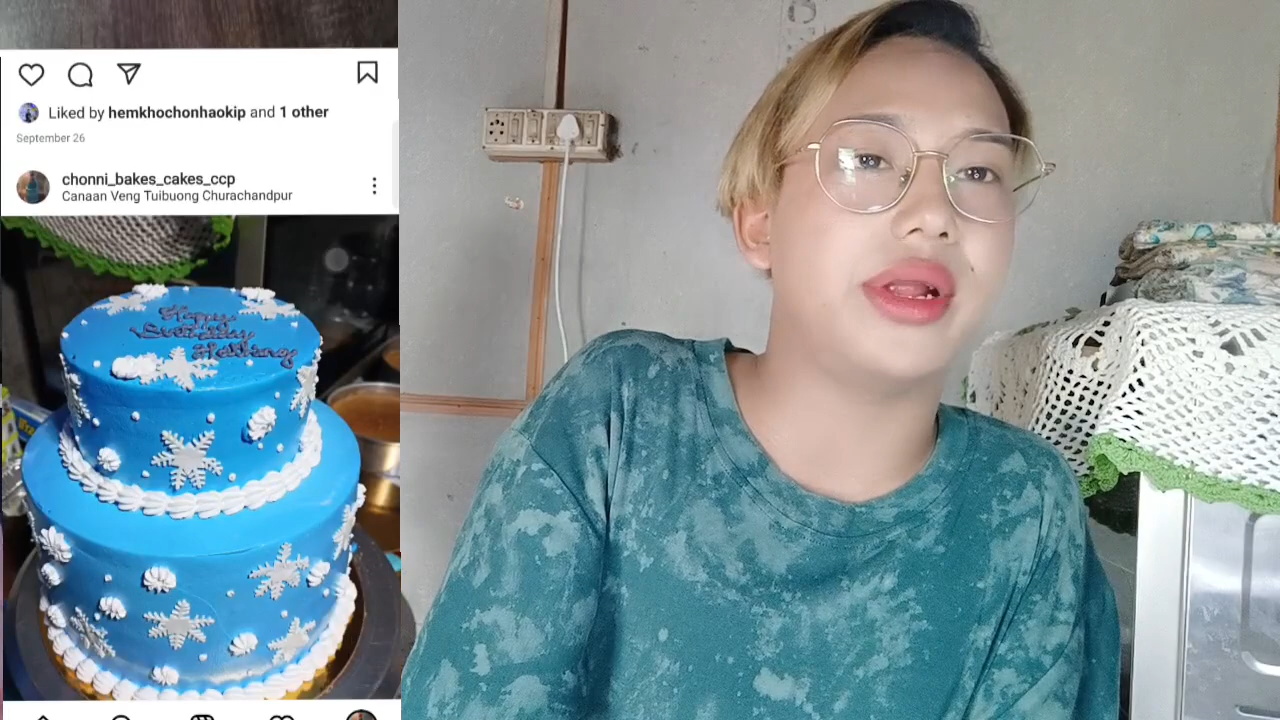 Liked by hemkhochonhaokip and 1 other
September 26
chonni_bakes_cakes_ccp
Canaan Veng Tuibuong Churachandpur
Happy
Birthday